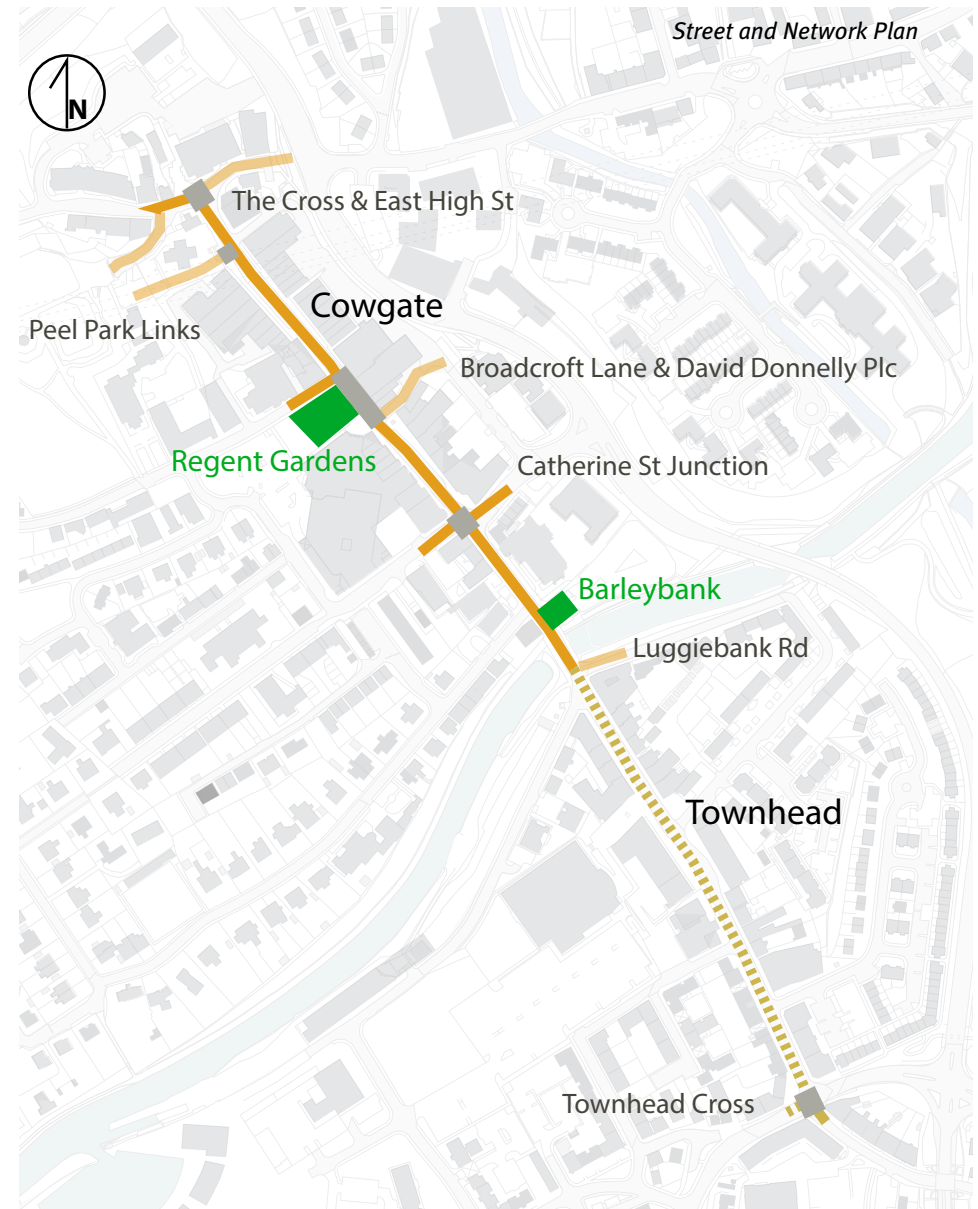 Street and Network Plan
N
The Cross & East High St
Cowgate
Peel Park Links
Broadcroft Lane & David Donnelly Plc
Regent Gardens
Catherine St Junction
Barleybank
Luggiebank Rd
Townhead
Townhead Cross